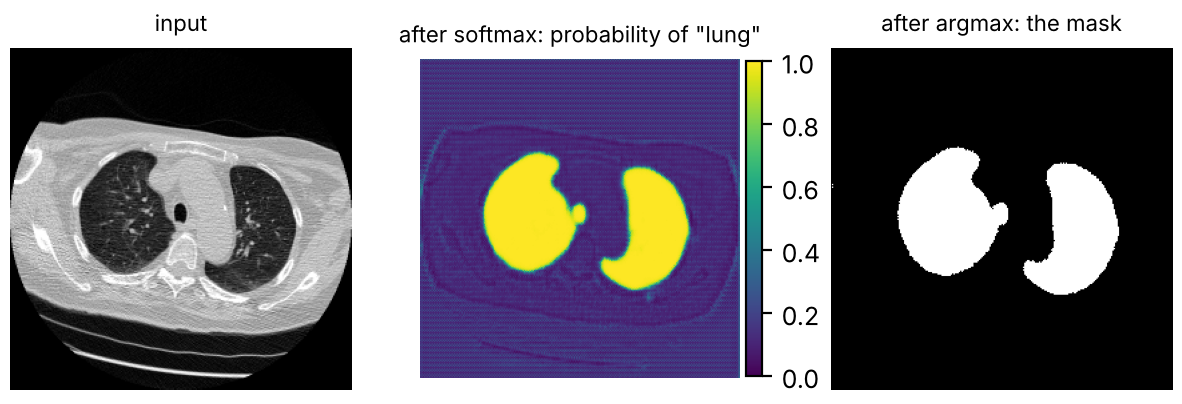 input
after softmax: probability of "lung"
after argmax: the mask
1.0
0.8
0.6
0.4
0.2
0.0